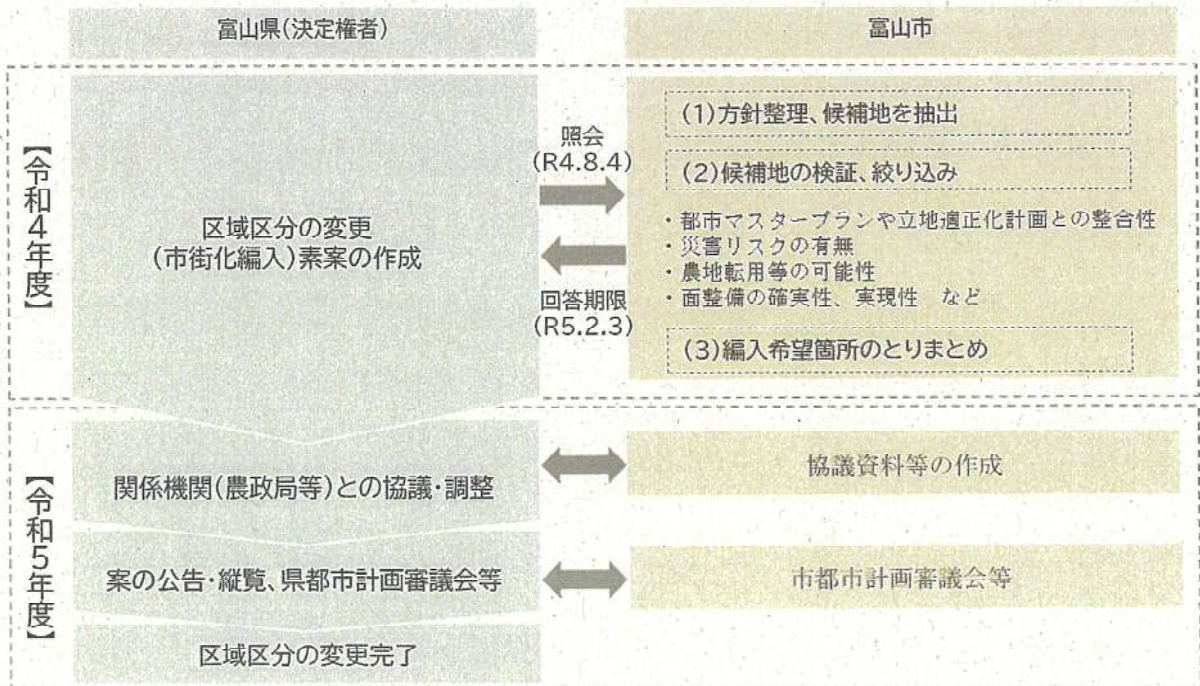 富山県(決定権者)
富山市
【令和4年度】
区域区分の変更
(市街化編入)素案の作成
照会
(R4.8.4)
回答期限
(R5.2.3)
(1)方針整理、候補地を抽出
(2)候補地の検証、絞り込み
・都市マスタープランや立地適正化計画との整合性
・災害リスクの有無
・農地転用等の可能性
・面整備の確実性、実現性 など
(3)編入希望箇所のとりまとめ
【令和5年度】
関係機関(農政局等)との協議・調整
協議資料等の作成
案の公告・縦覧、県都市計画審議会等
市都市計画審議会等
区域区分の変更完了